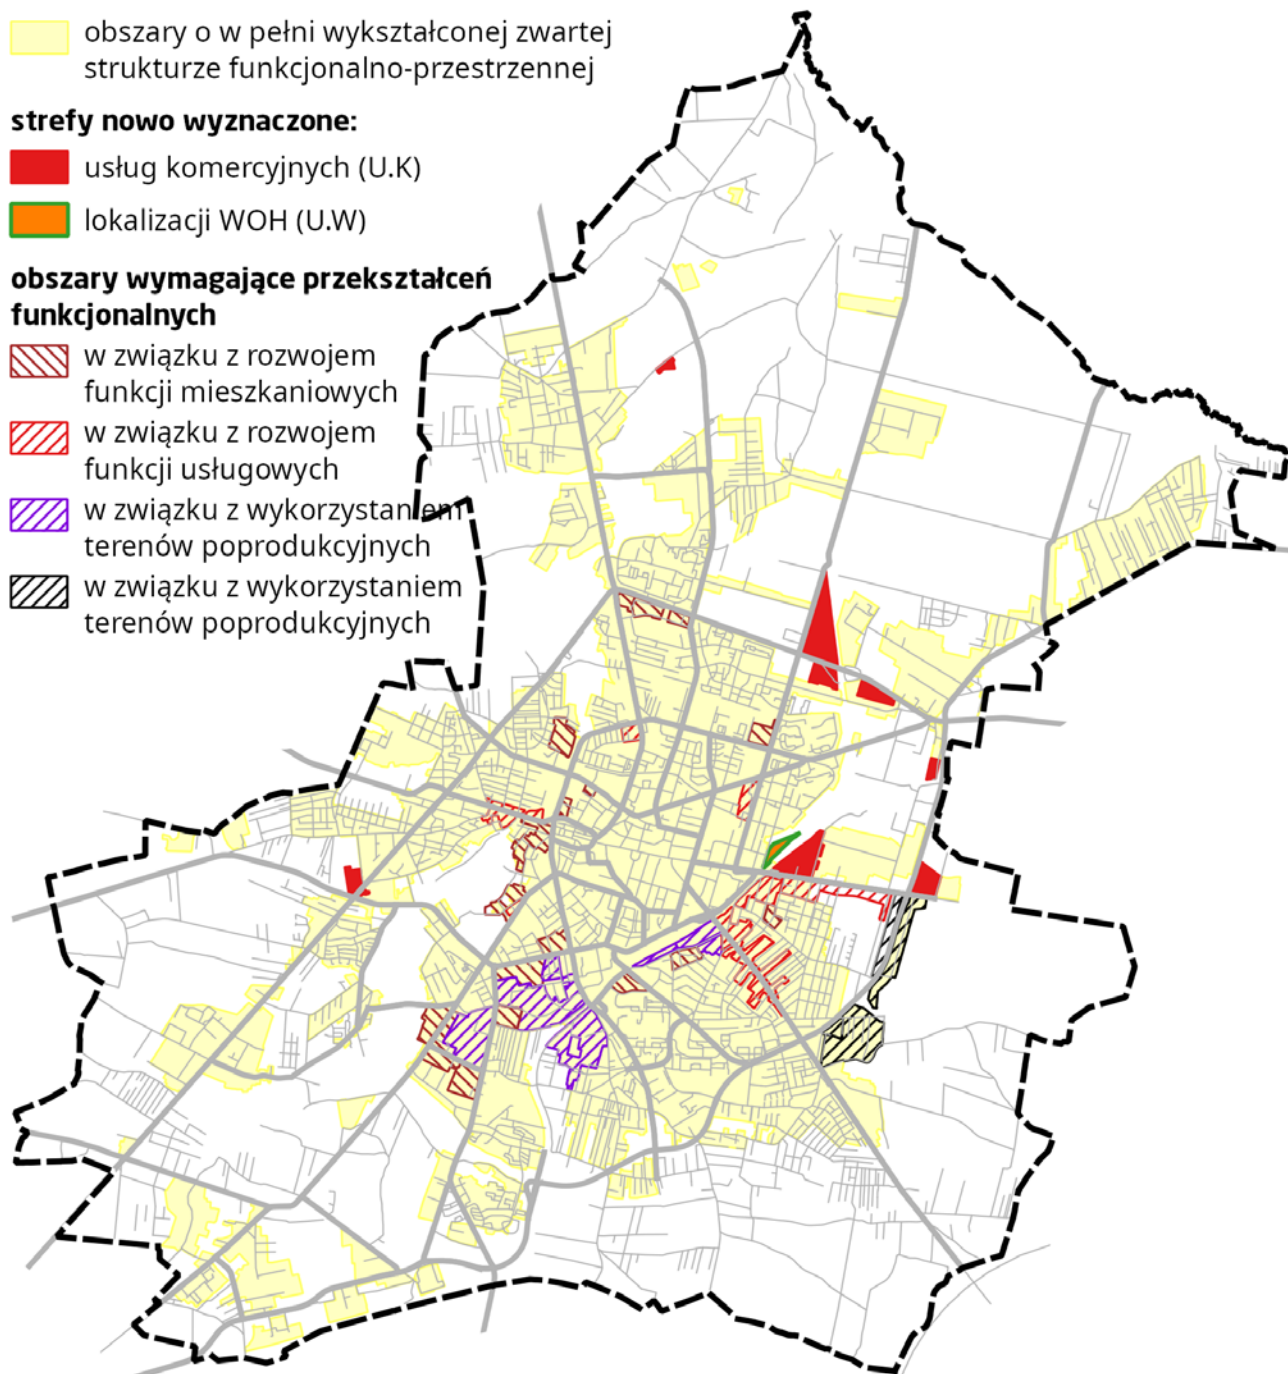 obszary o w pełni wykształconej zwartej
strukturze funkcjonalno-przestrzennej
strefy nowo wyznaczone:
usług komercyjnych (U.K)
lokalizacji WOH (U.W)
obszary wymagające przekształceń
funkcjonalnych
w związku z rozwojem
funkcji mieszkaniowych
w związku z rozwojem
funkcji usługowych
w związku z wykorzystaniem
terenów poprodukcyjnych
w związku z wykorzystaniem
terenów poprodukcyjnych